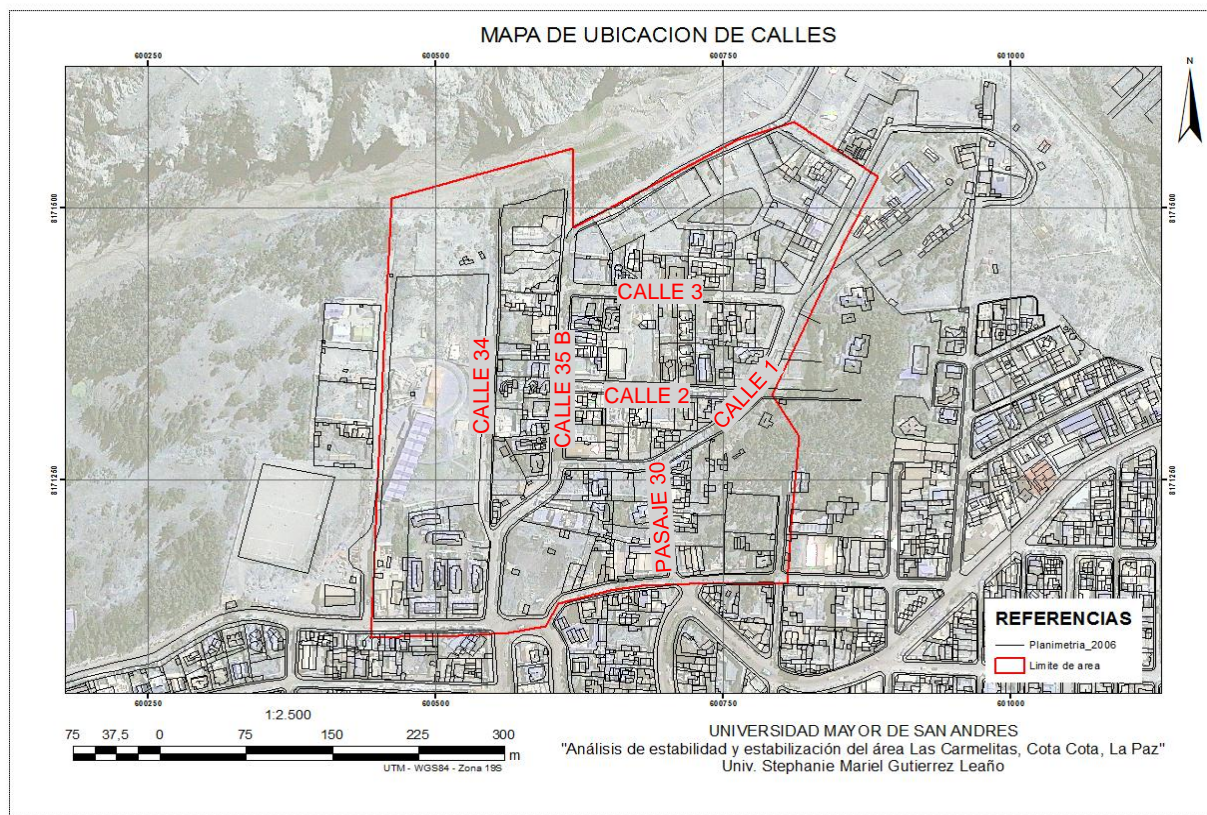 MAPA DE UBICACION DE CALLES
600250 600500 600750 601000
N
8171500 8171500
CALLE 3
CALLE 34
CALLE 35 B
CALLE 2
CALLE 1
8171250 8171250
PASAJE 30
REFERENCIAS
Planimetria_2006
Limite de area
600250 600500 600750 601000
1:2.500
75 37,5 0 75 150 225 300
m
UTM - WGS84 - Zona 19S
UNIVERSIDAD MAYOR DE SAN ANDRES
"Análisis de estabilidad y estabilización del área Las Carmelitas, Cota Cota, La Paz"
Univ. Stephanie Mariel Gutierrez Leaño